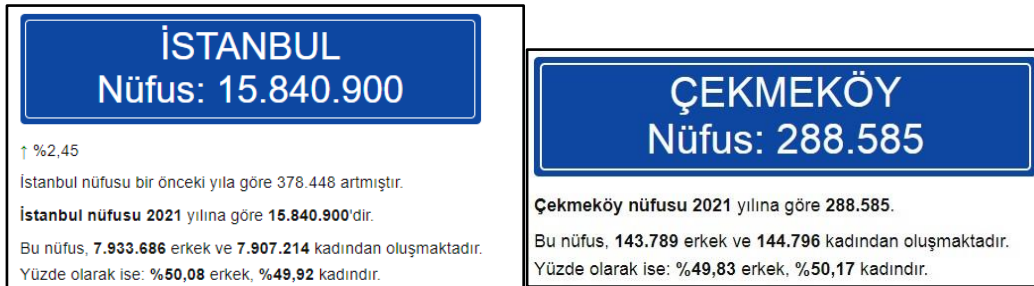 İSTANBUL
Nüfus: 15.840.900
↑ %2,45
İstanbul nüfusu bir önceki yıla göre 378.448 artmıştır.
İstanbul nüfusu 2021 yılına göre 15.840.900'dir.
Bu nüfus, 7.933.686 erkek ve 7.907.214 kadından oluşmaktadır.
Yüzde olarak ise: %50,08 erkek, %49,92 kadındır.
ÇEKMEKÖY
Nüfus: 288.585
Çekmeköy nüfusu 2021 yılına göre 288.585.
Bu nüfus, 143.789 erkek ve 144.796 kadından oluşmaktadır.
Yüzde olarak ise: %49,83 erkek, %50,17 kadındır.